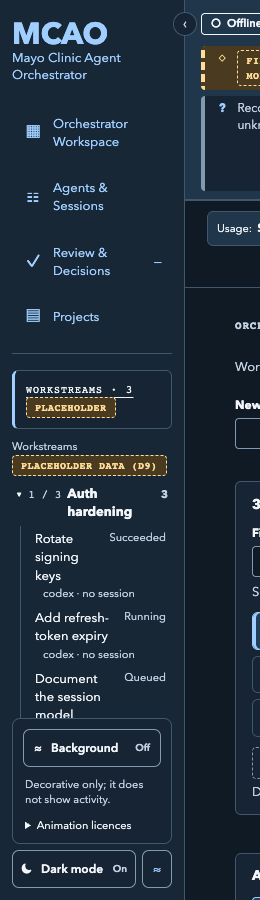 MCAO
Mayo Clinic Agent
Orchestrator
Orchestrator
Workspace
Agents &
Sessions
Review &
Decisions –
Projects
WORKSTREAMS · 3
PLACEHOLDER
Workstreams
PLACEHOLDER DATA (D9)
▾ 1 / 3 Auth hardening 3
Rotate signing keys Succeeded
codex · no session
Add refresh-token expiry Running
codex · no session
Document the session model Queued
≈ Background Off
Decorative only; it does
not show activity.
▶ Animation licences
Dark mode On ≈
‹
Offline
? 
Usage: